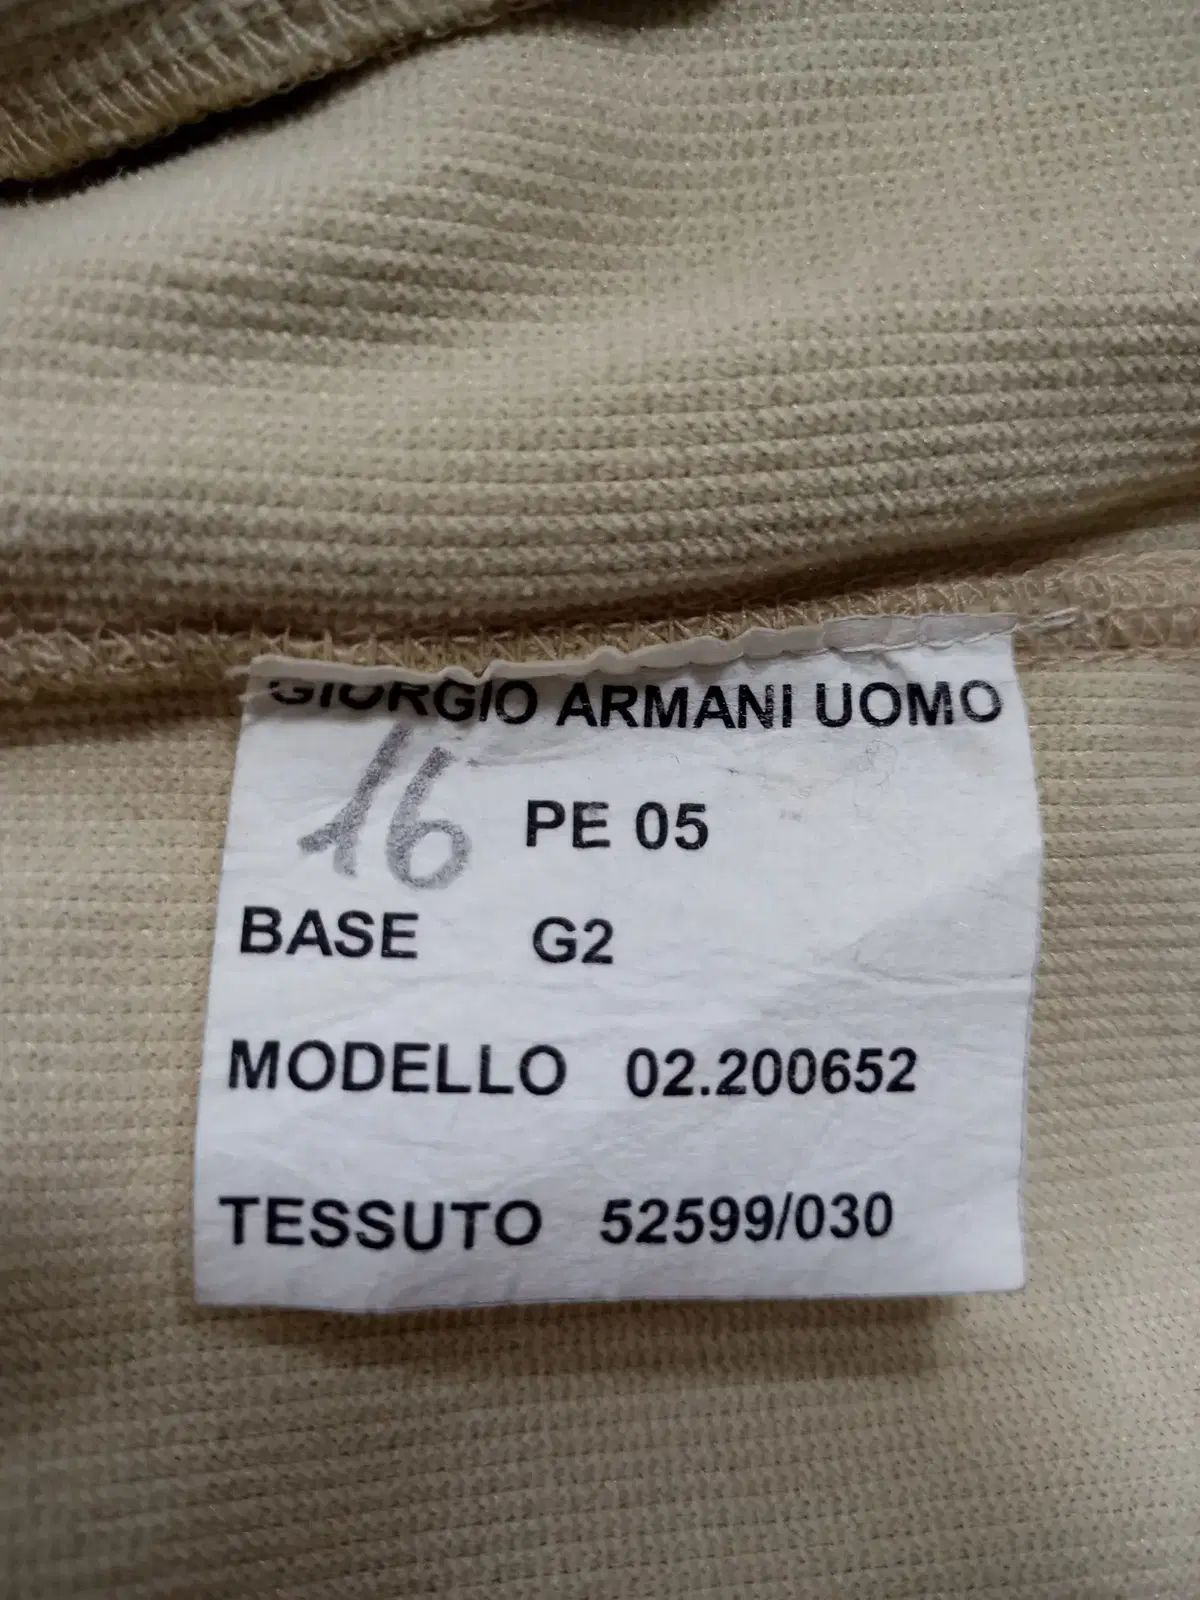 GIORGIO ARMANI UOMO
16 PE 05
BASE G2
MODELLO 02.200652
TESSUTO 52599/030